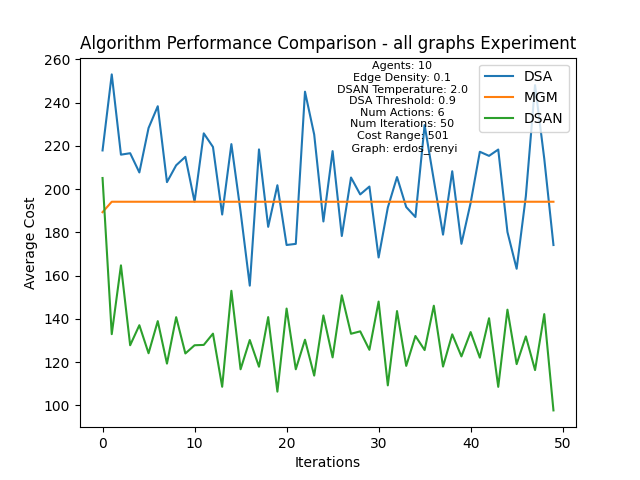 Algorithm Performance Comparison - all graphs Experiment
Agents: 10
Edge Density: 0.1
DSAN Temperature: 2.0
DSA Threshold: 0.9
Num Actions: 6
Num Iterations: 50
Cost Range: 501
Graph: erdos_renyi
DSA
MGM
DSAN
260
240
220
200
180
160
140
120
100
Average Cost
0 10 20 30 40 50
Iterations